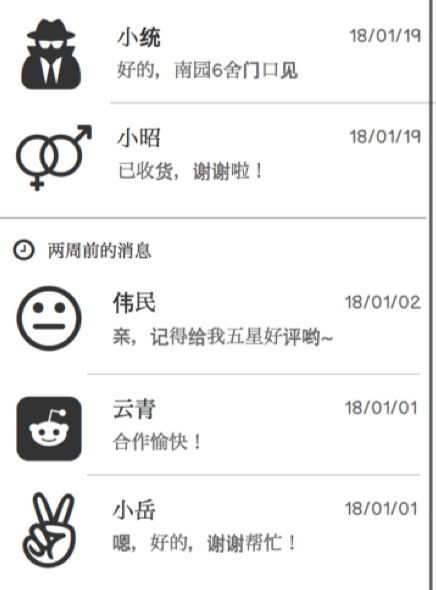 小统
18/01/19
好的，南园6舍门口见
小昭
18/01/19
已收货，谢谢啦！
两周前的消息
伟民
18/01/02
亲，记得给我五星好评哟~
云青
18/01/01
合作愉快！
小岳
18/01/01
嗯，好的，谢谢帮忙！